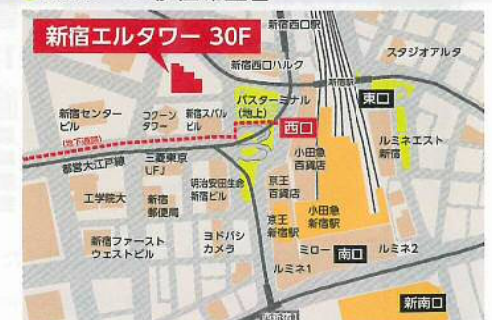 新宿エルタワー 30F
新宿西口駅
スタジオアルタ
新宿西口ハルク
新宿駅
バスターミナル
(地上)
東口
新宿センター
ビル
コクーン
タワー
新宿スバル
ビル
西口
ルミネエスト
新宿
(地下通路)
都営大江戸線
三菱東京
UFJ
小田急
百貨店
明治安田生命
新宿ビル
京王
百貨店
工学院大
新宿
郵便局
小田急
新宿駅
京王
新宿駅
新宿ファースト
ウェストビル
ヨドバシ
カメラ
ミロード
南口
ルミネ2
ルミネ1
新南口
西新宿1